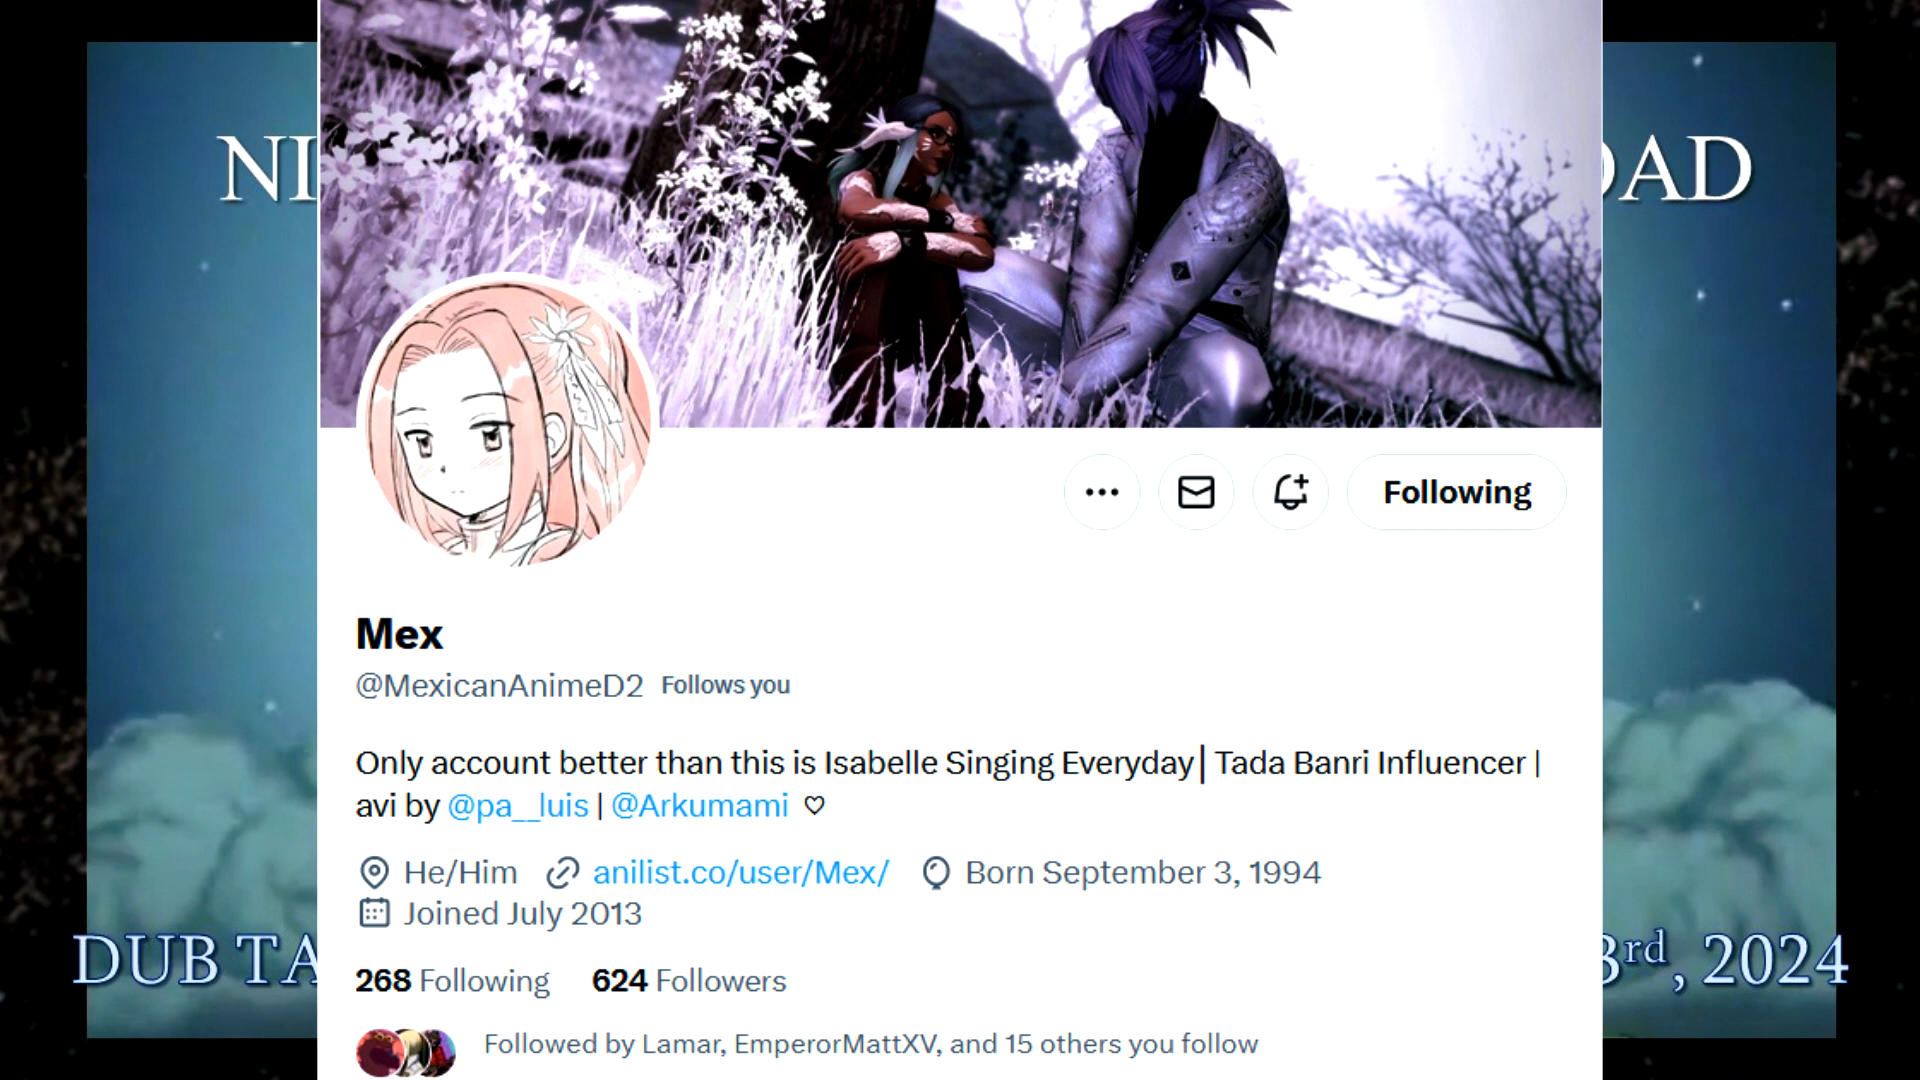 NI
OAD
Following
Mex
@MexicanAnimeD2 Follows you
Only account better than this is Isabelle Singing Everyday| Tada Banri Influencer |
avi by @pa__luis | @Arkumami ♡
He/Him anilist.co/user/Mex/ Born September 3, 1994
Joined July 2013
DUB TA
3rd, 2024
268 Following 624 Followers
Followed by Lamar, EmperorMattXV, and 15 others you follow